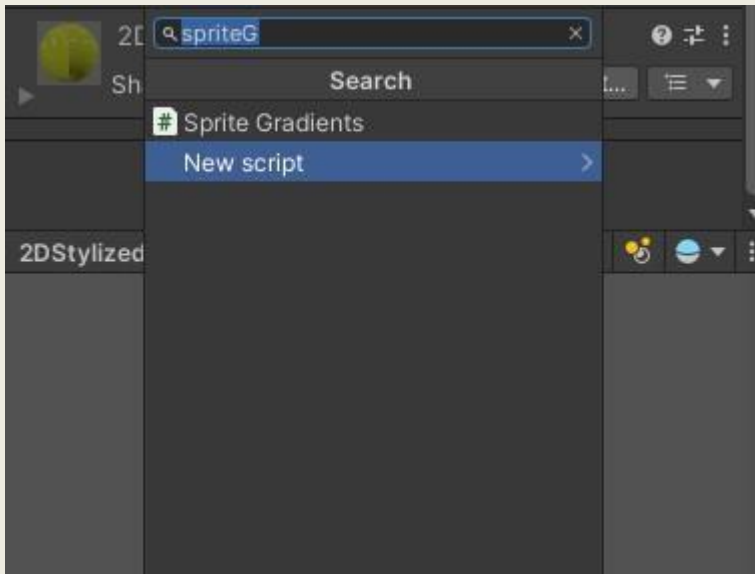 2D
spriteG
Sh
Search
t...
# Sprite Gradients
New script
2DStylized